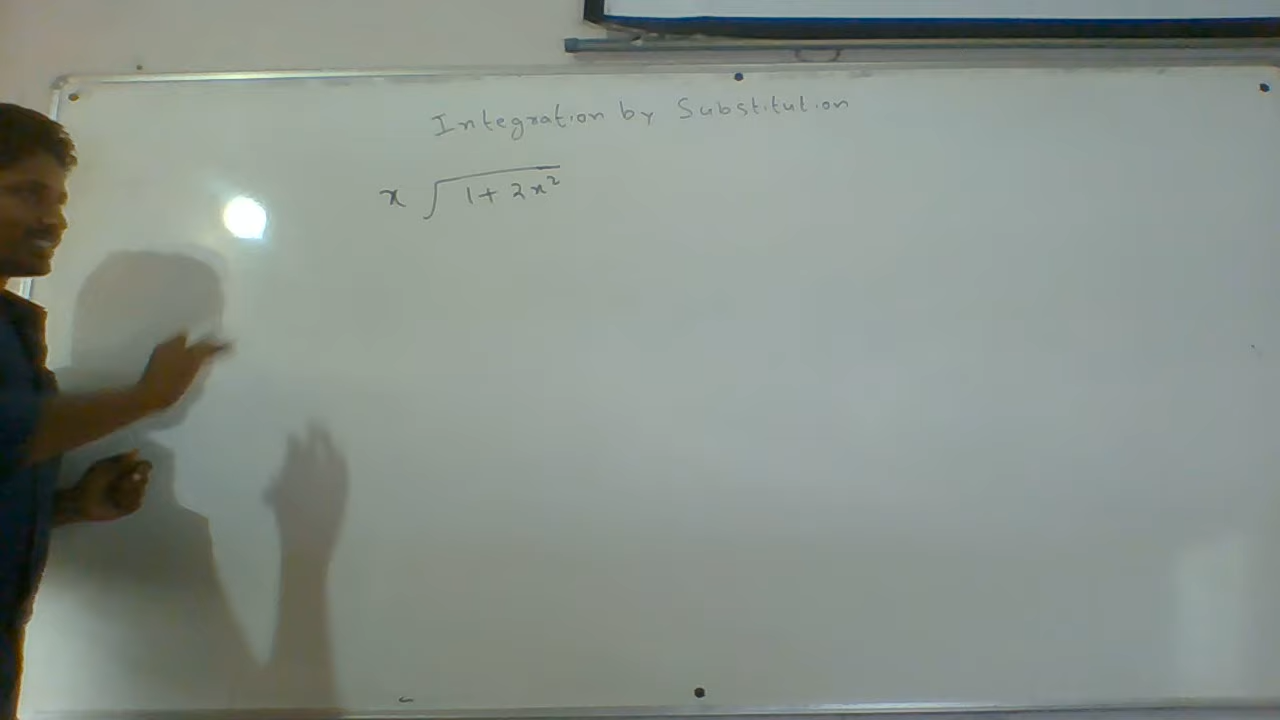 Integration by Substitution
x √(1 + 2x²)